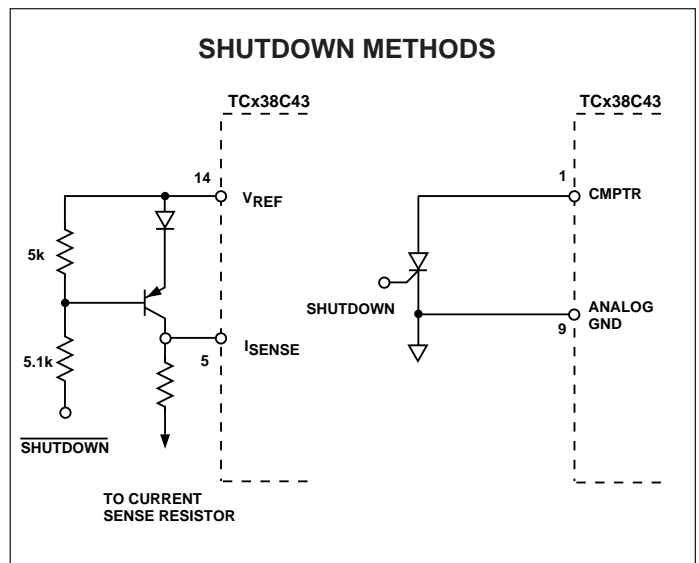 SHUTDOWN METHODS
TCx38C43
14
VREF
5k
5.1k
5
ISENSE
SHUTDOWN
TO CURRENT
SENSE RESISTOR
TCx38C43
1
CMPTR
SHUTDOWN
ANALOG
GND
9